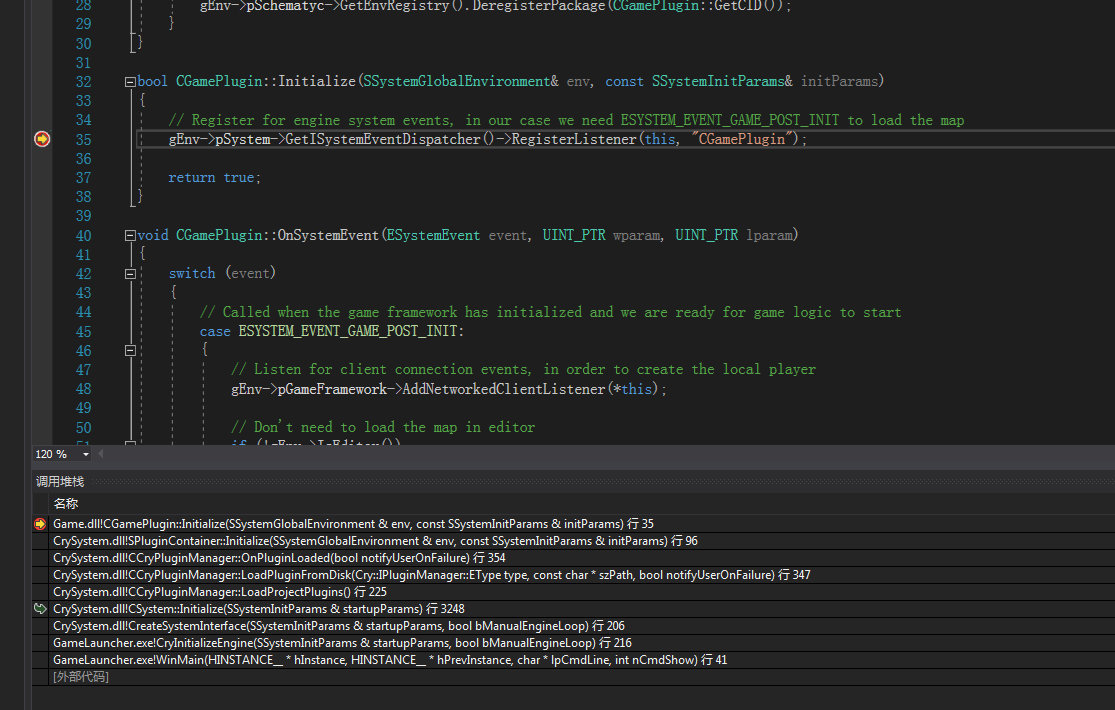 28 gEnv->pSchematyc->GetEnvRegistry().DeregisterPackage(CGamePlugin::GetCID());
29 }
30 }
31
32 bool CGamePlugin::Initialize(SSystemGlobalEnvironment& env, const SSystemInitParams& initParams)
33 {
34 // Register for engine system events, in our case we need ESYSTEM_EVENT_GAME_POST_INIT to load the map
35 gEnv->pSystem->GetISystemEventDispatcher()->RegisterListener(this, "CGamePlugin");
36
37 return true;
38 }
39
40 void CGamePlugin::OnSystemEvent(ESystemEvent event, UINT_PTR wparam, UINT_PTR lparam)
41 {
42 switch (event)
43 {
44 // Called when the game framework has initialized and we are ready for game logic to start
45 case ESYSTEM_EVENT_GAME_POST_INIT:
46 {
47 // Listen for client connection events, in order to create the local player
48 gEnv->pGameFramework->AddNetworkedClientListener(*this);
49
50 // Don't need to load the map in editor
51 if (!gEnv->IsEditor())
120 %
调用堆栈
名称
Game.dll!CGamePlugin::Initialize(SSystemGlobalEnvironment & env, const SSystemInitParams & initParams) 行 35
CrySystem.dll!SPluginContainer::Initialize(SSystemGlobalEnvironment & env, const SSystemInitParams & initParams) 行 96
CrySystem.dll!CCryPluginManager::OnPluginLoaded(bool notifyUserOnFailure) 行 354
CrySystem.dll!CCryPluginManager::LoadPluginFromDisk(Cry::IPluginManager::EType type, const char * szPath, bool notifyUserOnFailure) 行 347
CrySystem.dll!CCryPluginManager::LoadProjectPlugins() 行 225
CrySystem.dll!CSystem::Initialize(SSystemInitParams & startupParams) 行 3248
CrySystem.dll!CreateSystemInterface(SSystemInitParams & startupParams, bool bManualEngineLoop) 行 206
GameLauncher.exe!CryInitializeEngine(SSystemInitParams & startupParams, bool bManualEngineLoop) 行 216
GameLauncher.exe!WinMain(HINSTANCE__ * hInstance, HINSTANCE__ * hPrevInstance, char * lpCmdLine, int nCmdShow) 行 41
[外部代码]